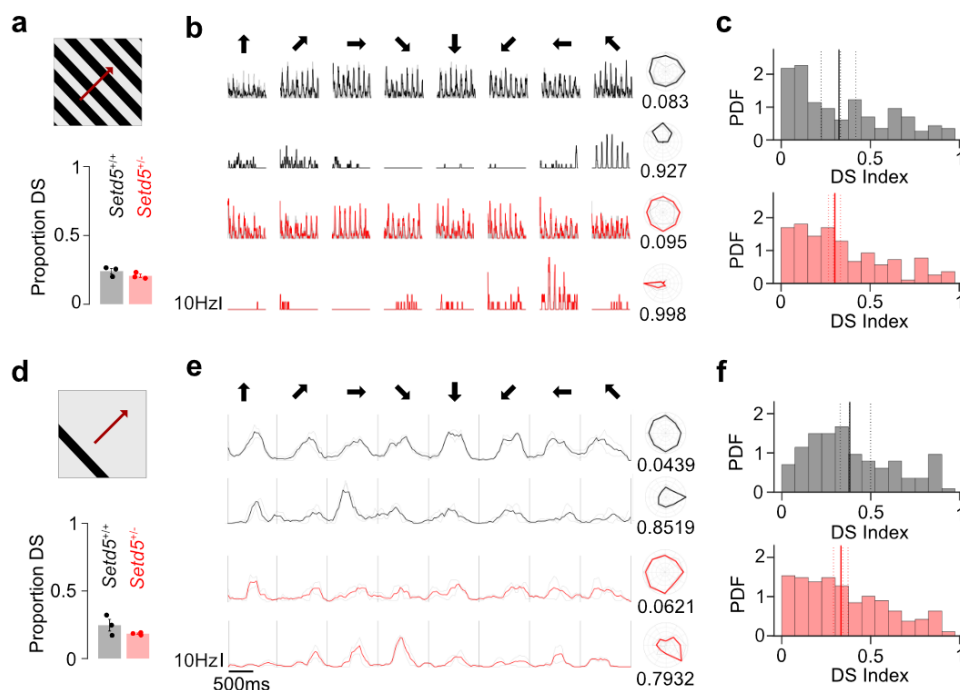 a
Proportion DS
1
0.5
0
Setd5+/+
Setd5+/-
b
0.083
0.927
0.095
0.998
10Hz
c
PDF
2
1
0
0 0.5 1
DS Index
PDF
2
1
0
0 0.5 1
DS Index
d
Proportion DS
1
0.5
0
Setd5+/+
Setd5+/-
e
0.0439
0.8519
0.0621
0.7932
10Hz
500ms
f
PDF
2
1
0
0 0.5 1
DS Index
PDF
2
1
0
0 0.5 1
DS Index